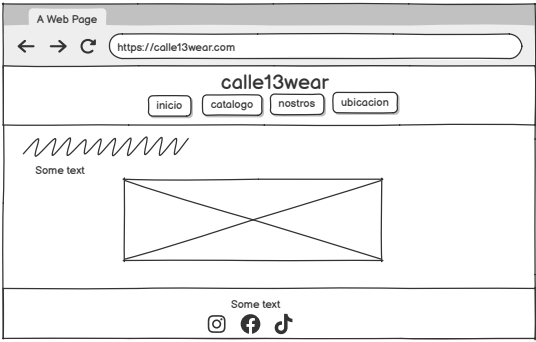 A Web Page
https://calle13wear.com
calle13wear
inicio catalogo nostros ubicacion
Some text
Some text